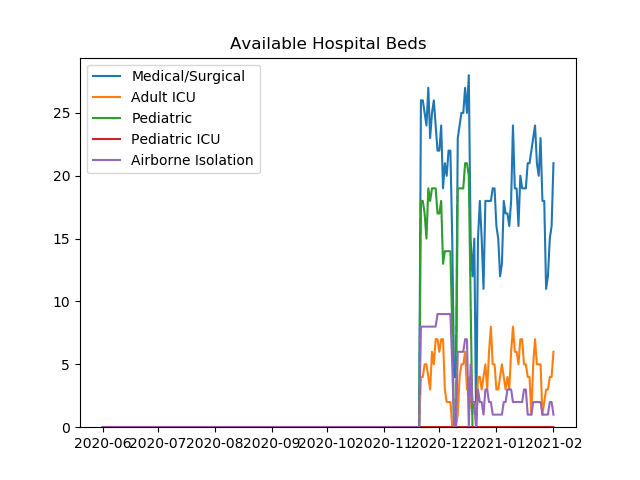 Available Hospital Beds
Medical/Surgical
Adult ICU
Pediatric
Pediatric ICU
Airborne Isolation
25
20
15
10
5
0
2020-06 2020-07 2020-08 2020-09 2020-10 2020-11 2020-12 2021-01 2021-02